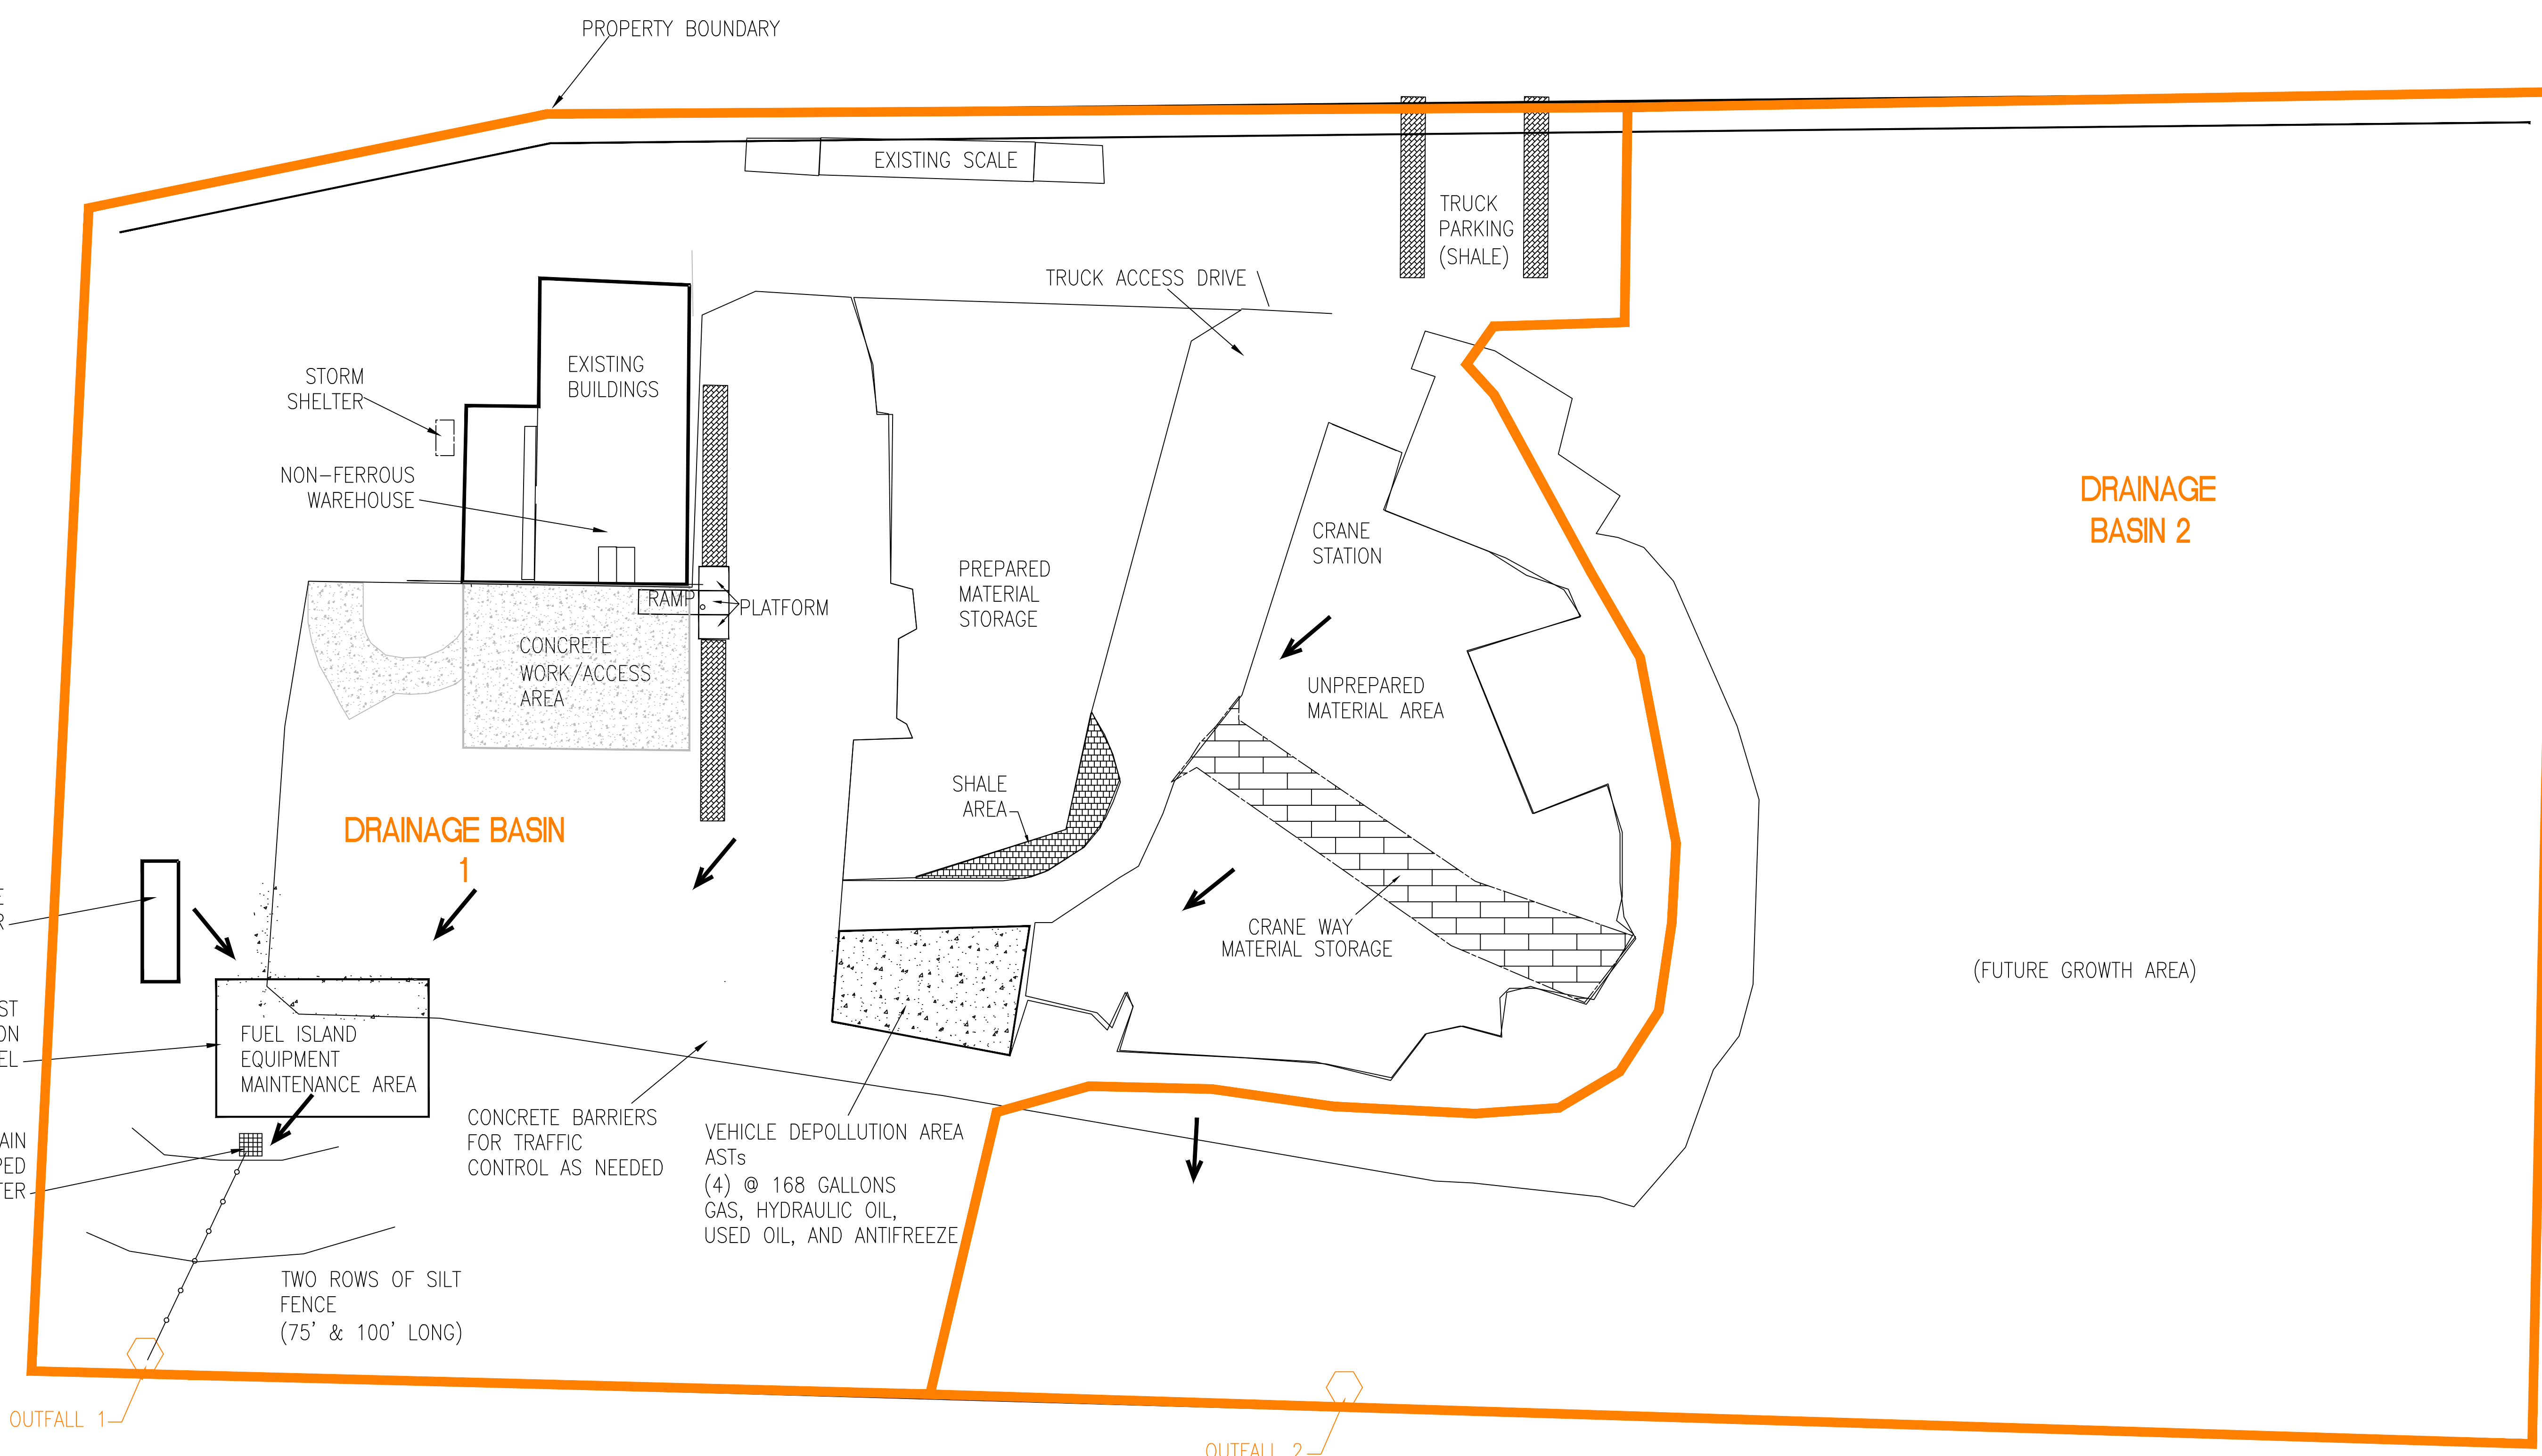 PROPERTY BOUNDARY
EXISTING SCALE
TRUCK
PARKING
(SHALE)
TRUCK ACCESS DRIVE
EXISTING
BUILDINGS
STORM
SHELTER
NON-FERROUS
WAREHOUSE
CRANE
STATION
DRAINAGE
BASIN 2
PREPARED
MATERIAL
STORAGE
RAMP
PLATFORM
CONCRETE
WORK/ACCESS
AREA
UNPREPARED
MATERIAL AREA
SHALE
AREA
DRAINAGE BASIN
1
CRANE WAY
MATERIAL STORAGE
(FUTURE GROWTH AREA)
FUEL ISLAND
EQUIPMENT
MAINTENANCE AREA
CONCRETE BARRIERS
FOR TRAFFIC
CONTROL AS NEEDED
VEHICLE DEPOLLUTION AREA
ASTs
(4) @ 168 GALLONS
GAS, HYDRAULIC OIL,
USED OIL, AND ANTIFREEZE
TWO ROWS OF SILT
FENCE
(75' & 100' LONG)
OUTFALL 1
OUTFALL 2